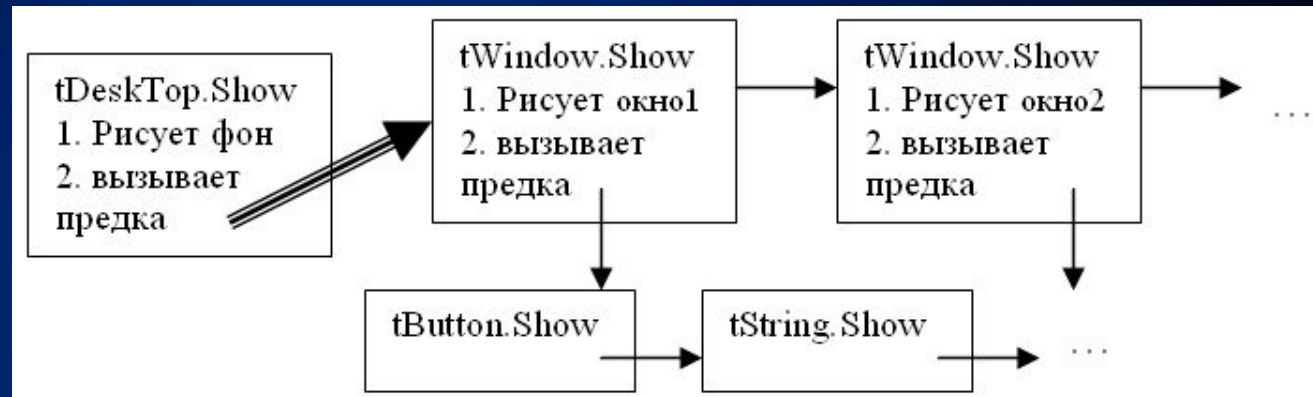 tDeskTop.Show
1. Рисует фон
2. вызывает
предка
tWindow.Show
1. Рисует окно1
2. вызывает
предка
tWindow.Show
1. Рисует окно2
2. вызывает
предка
...
tButton.Show
tString.Show
...